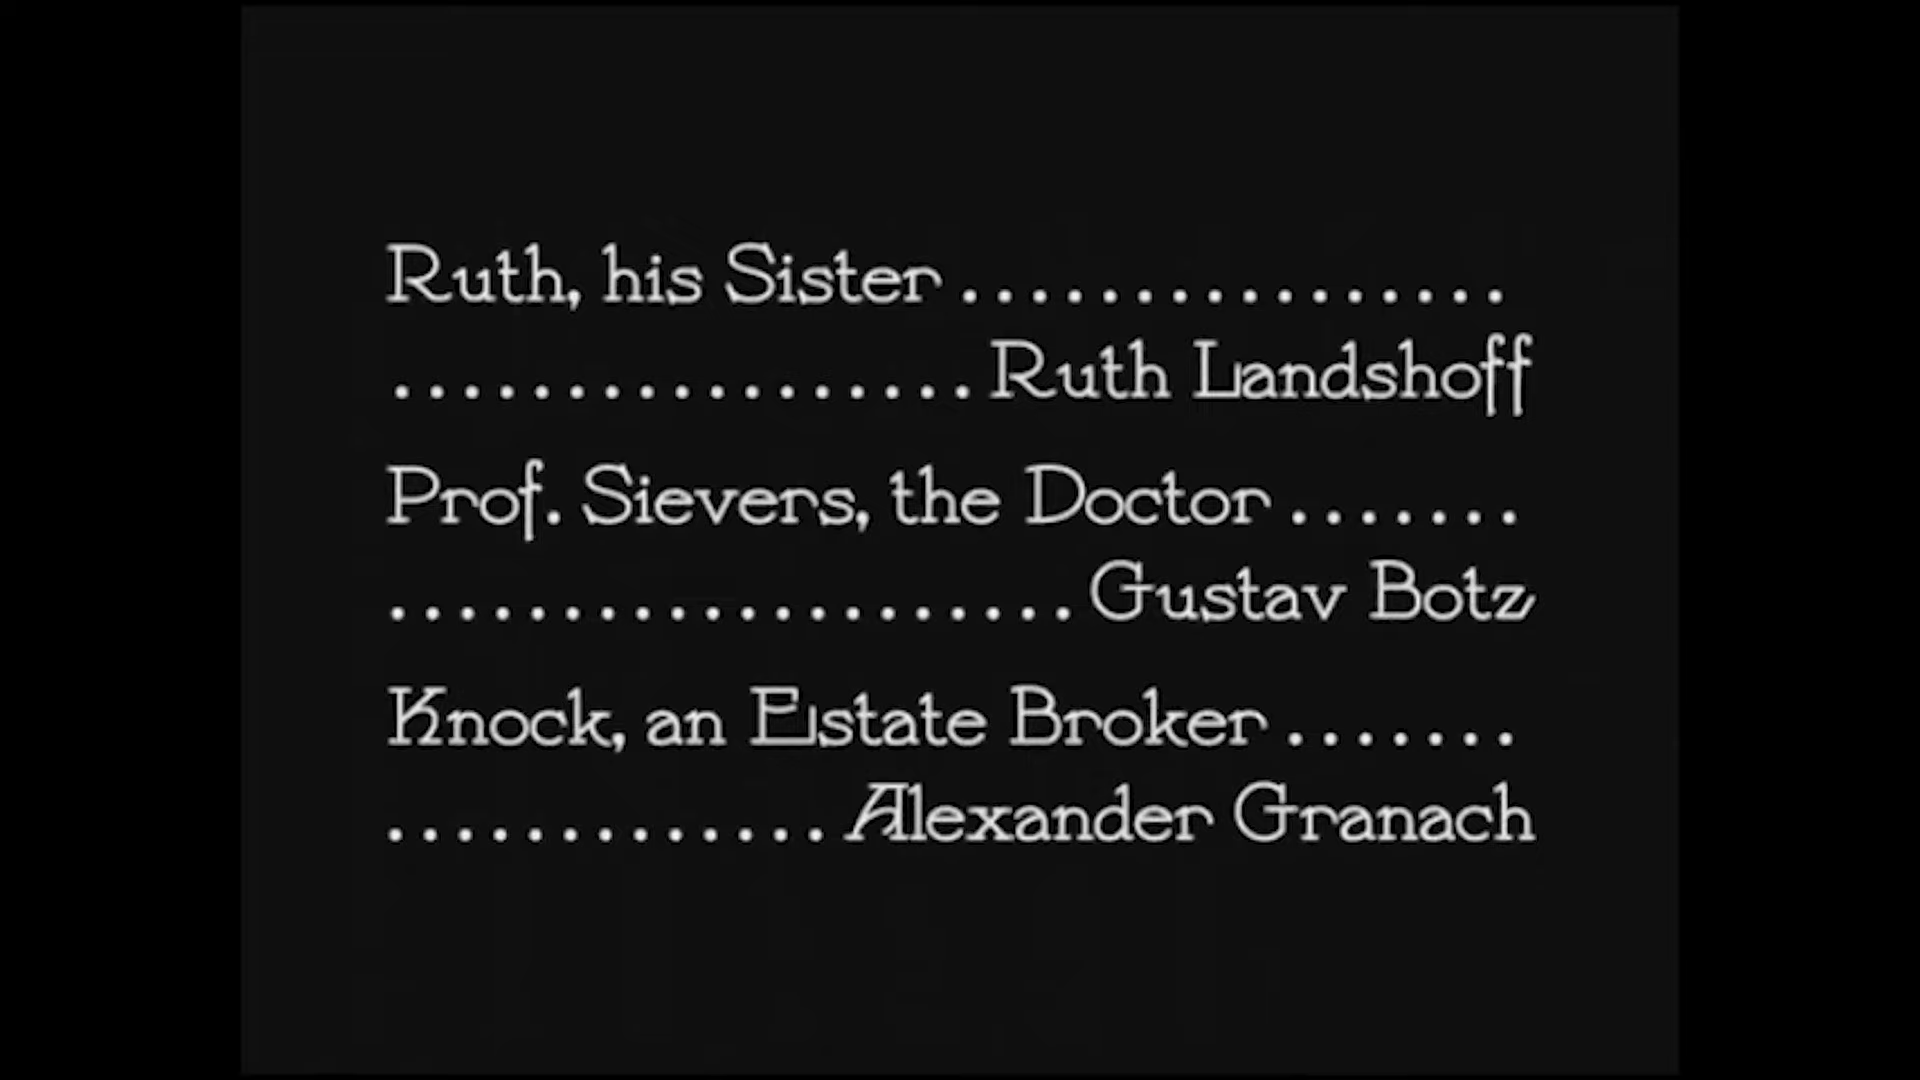 Ruth, his Sister ................
................. Ruth Landshoff
Prof. Sievers, the Doctor .......
.................... Gustav Botz
Knock, an Estate Broker .......
............. Alexander Granach